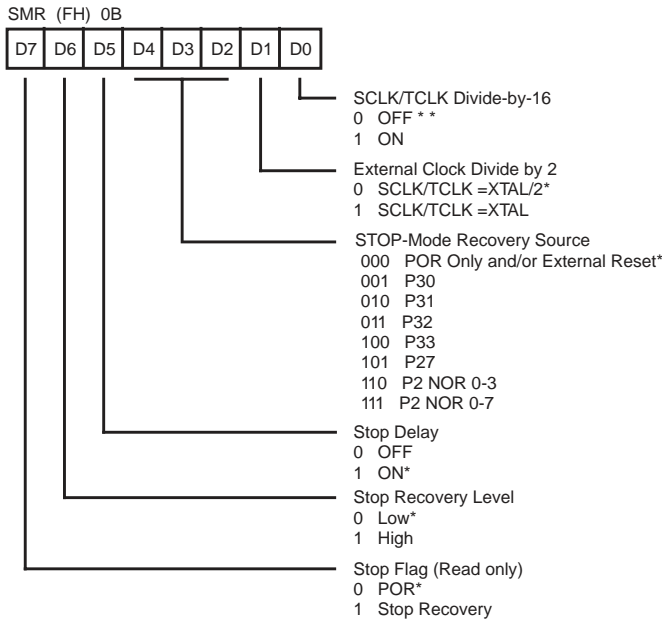 SMR (FH) 0B
D7 D6 D5 D4 D3 D2 D1 D0
SCLK/TCLK Divide-by-16
0 OFF * *
1 ON
External Clock Divide by 2
0 SCLK/TCLK =XTAL/2*
1 SCLK/TCLK =XTAL
STOP-Mode Recovery Source
000 POR Only and/or External Reset*
001 P30
010 P31
011 P32
100 P33
101 P27
110 P2 NOR 0-3
111 P2 NOR 0-7
Stop Delay
0 OFF
1 ON*
Stop Recovery Level
0 Low*
1 High
Stop Flag (Read only)
0 POR*
1 Stop Recovery